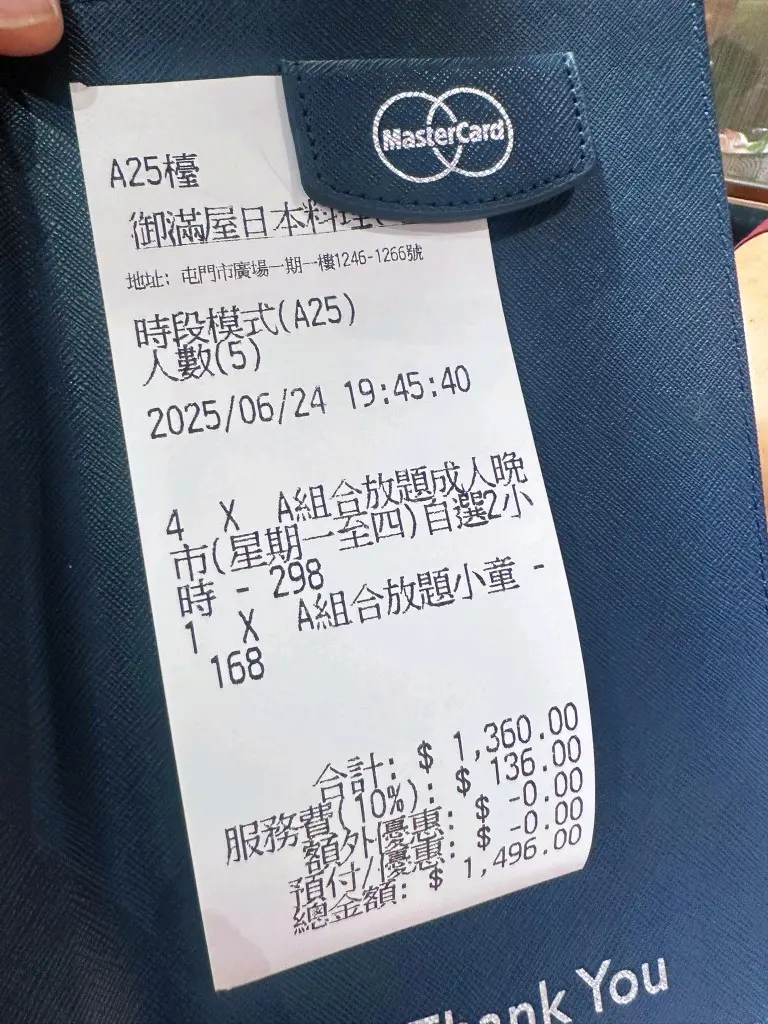 MasterCard
A25檯
御滿屋日本料理(
地址: 屯門市廣場一期一樓1246-1266號
時段模式(A25)
人數(5)
2025/06/24 19:45:40
4 X A組合放題成人晚
市(星期一至四)自選2小
時 - 298
1 X A組合放題小童 -
168
合計: $ 1,360.00
服務費(10%): $ 136.00
額外優惠: $ -0.00
預付/優惠: $ -0.00
總金額: $ 1,496.00
Thank You